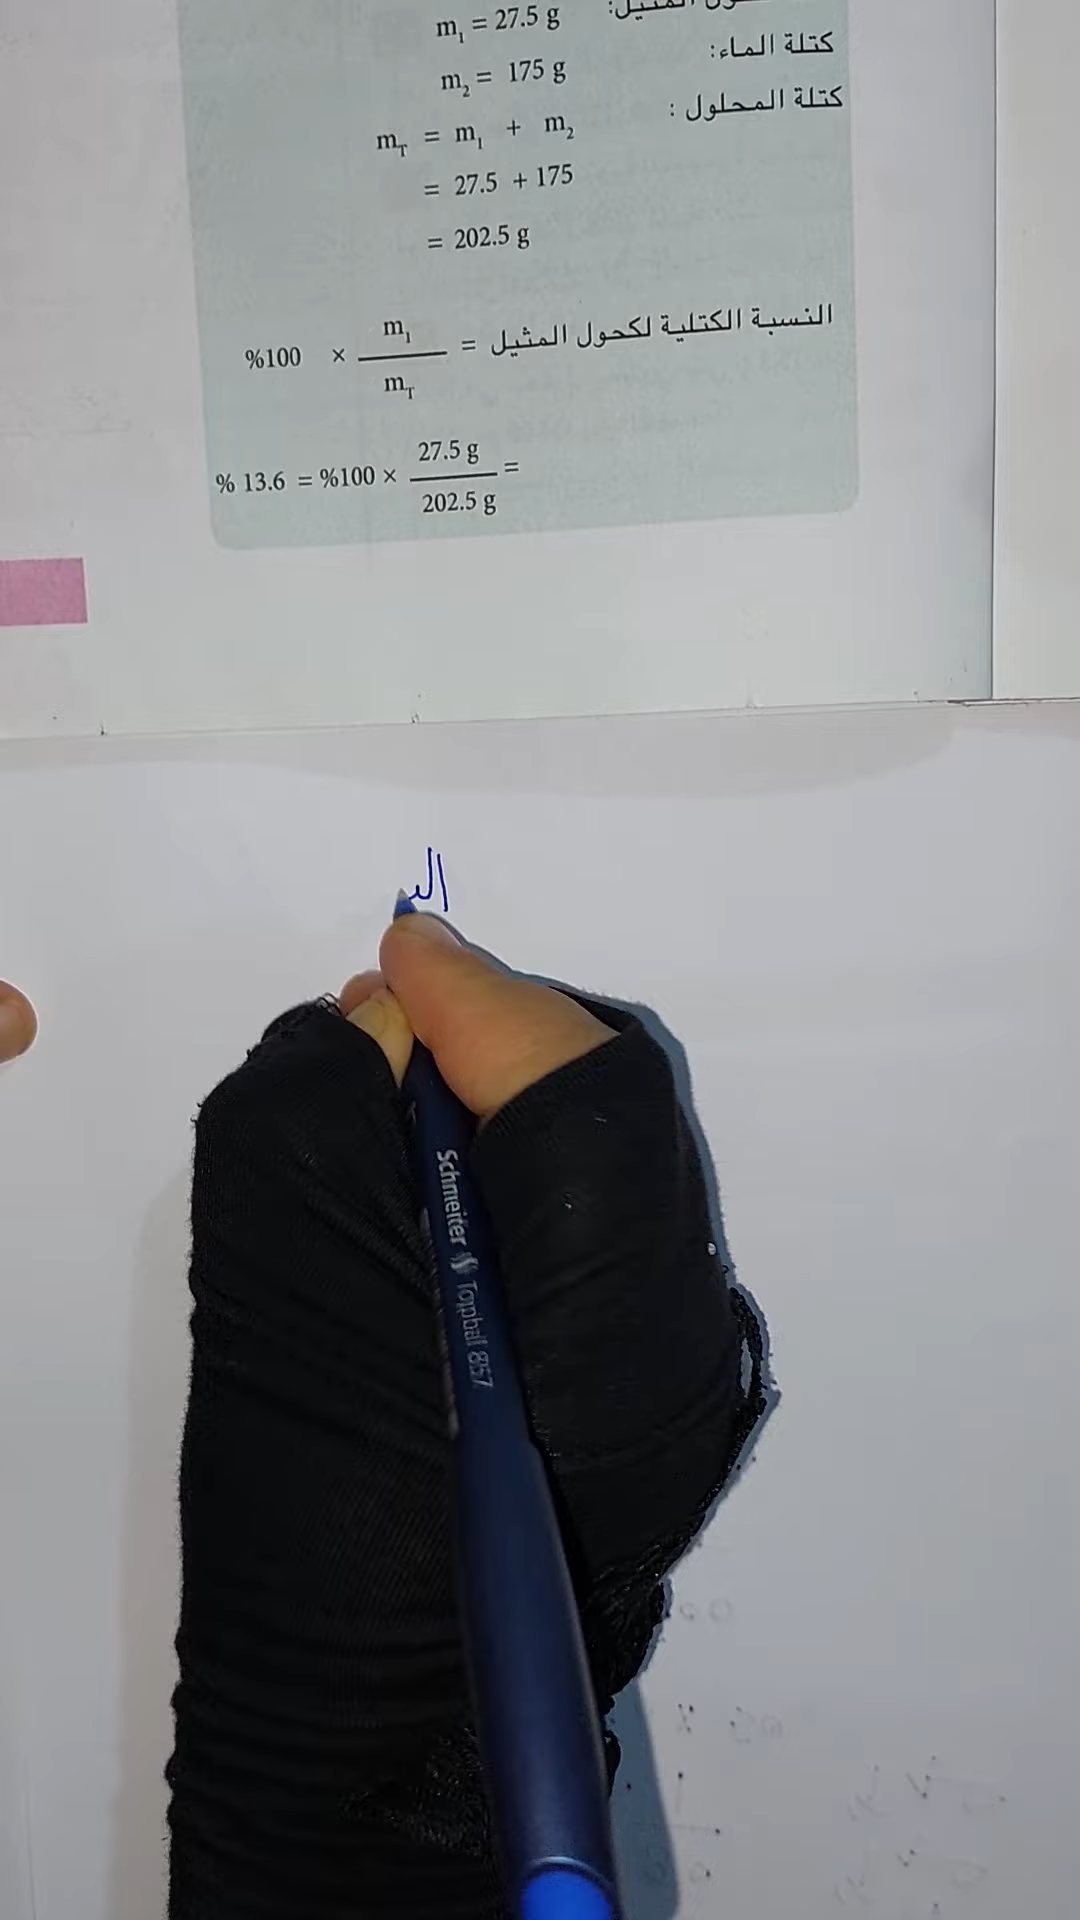 m₁ = 27.5 g
كتلة الماء:
m₂ = 175 g
كتلة المحلول :
m_T = m₁ + m₂
= 27.5 + 175
= 202.5 g
النسبة الكتلية لكحول المثيل = m₁ / m_T × %100
= 27.5 g / 202.5 g × %100 = % 13.6
Schneider Topball 857